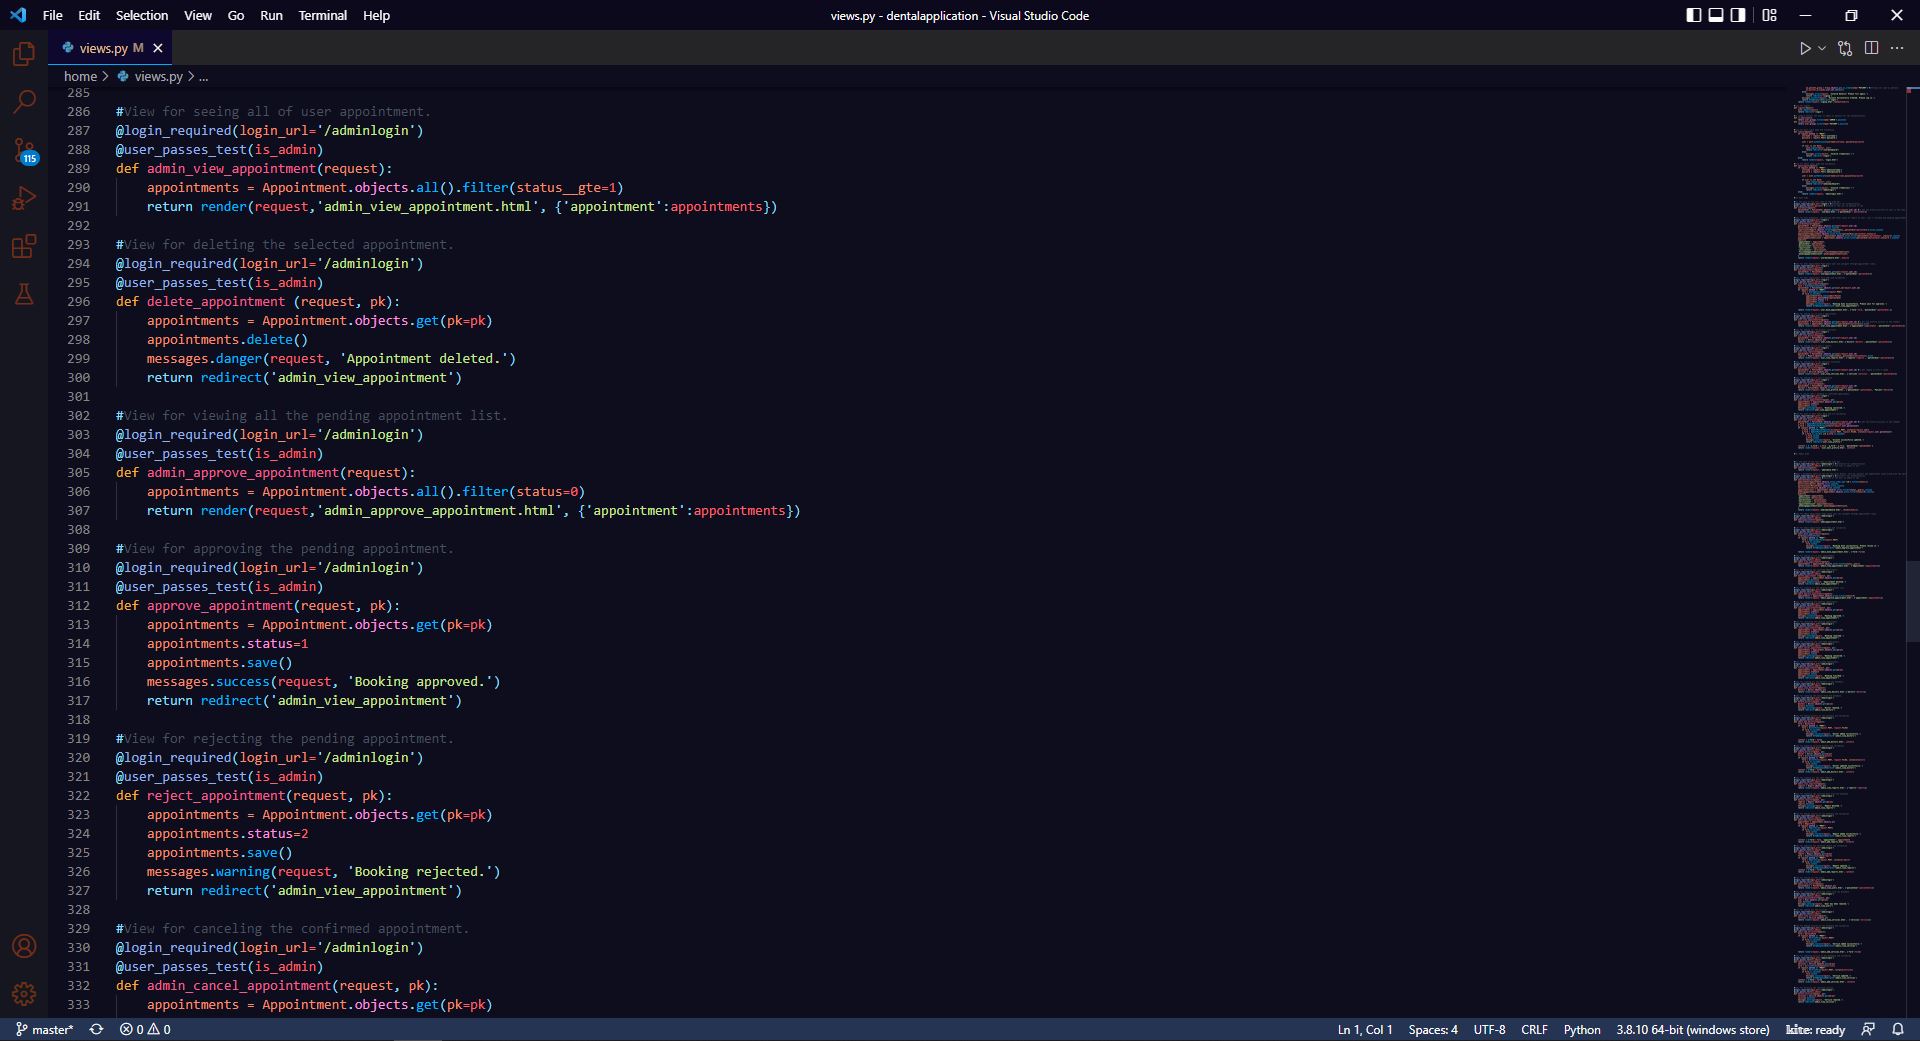 File Edit Selection View Go Run Terminal Help
views.py - dentalapplication - Visual Studio Code
views.py M
home > views.py > ...
115
285
286 #View for seeing all of user appointment.
287 @login_required(login_url='/adminlogin')
288 @user_passes_test(is_admin)
289 def admin_view_appointment(request):
290 appointments = Appointment.objects.all().filter(status__gte=1)
291 return render(request,'admin_view_appointment.html', {'appointment':appointments})
292
293 #View for deleting the selected appointment.
294 @login_required(login_url='/adminlogin')
295 @user_passes_test(is_admin)
296 def delete_appointment (request, pk):
297 appointments = Appointment.objects.get(pk=pk)
298 appointments.delete()
299 messages.danger(request, 'Appointment deleted.')
300 return redirect('admin_view_appointment')
301
302 #View for viewing all the pending appointment list.
303 @login_required(login_url='/adminlogin')
304 @user_passes_test(is_admin)
305 def admin_approve_appointment(request):
306 appointments = Appointment.objects.all().filter(status=0)
307 return render(request,'admin_approve_appointment.html', {'appointment':appointments})
308
309 #View for approving the pending appointment.
310 @login_required(login_url='/adminlogin')
311 @user_passes_test(is_admin)
312 def approve_appointment(request, pk):
313 appointments = Appointment.objects.get(pk=pk)
314 appointments.status=1
315 appointments.save()
316 messages.success(request, 'Booking approved.')
317 return redirect('admin_view_appointment')
318
319 #View for rejecting the pending appointment.
320 @login_required(login_url='/adminlogin')
321 @user_passes_test(is_admin)
322 def reject_appointment(request, pk):
323 appointments = Appointment.objects.get(pk=pk)
324 appointments.status=2
325 appointments.save()
326 messages.warning(request, 'Booking rejected.')
327 return redirect('admin_view_appointment')
328
329 #View for canceling the confirmed appointment.
330 @login_required(login_url='/adminlogin')
331 @user_passes_test(is_admin)
332 def admin_cancel_appointment(request, pk):
333 appointments = Appointment.objects.get(pk=pk)
master* 0 0 Ln 1, Col 1 Spaces: 4 UTF-8 CRLF Python 3.8.10 64-bit (windows store) kite: ready